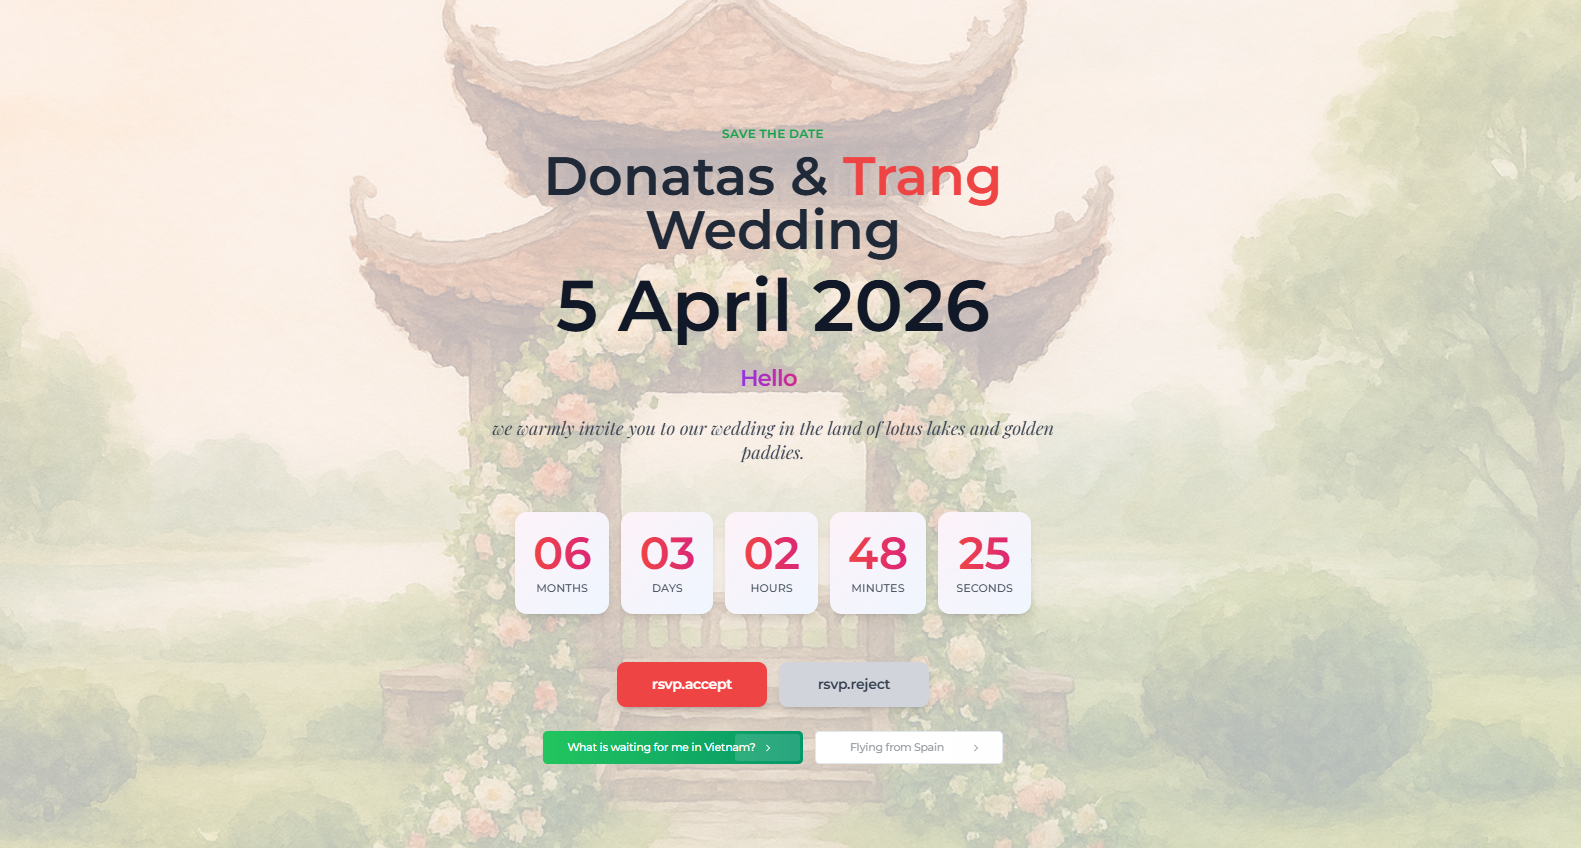 SAVE THE DATE
Donatas & Trang
Wedding
5 April 2026
Hello
we warmly invite you to our wedding in the land of lotus lakes and golden
paddies.
06 03 02 48 25
MONTHS DAYS HOURS MINUTES SECONDS
rsvp.accept rsvp.reject
What is waiting for me in Vietnam? Flying from Spain